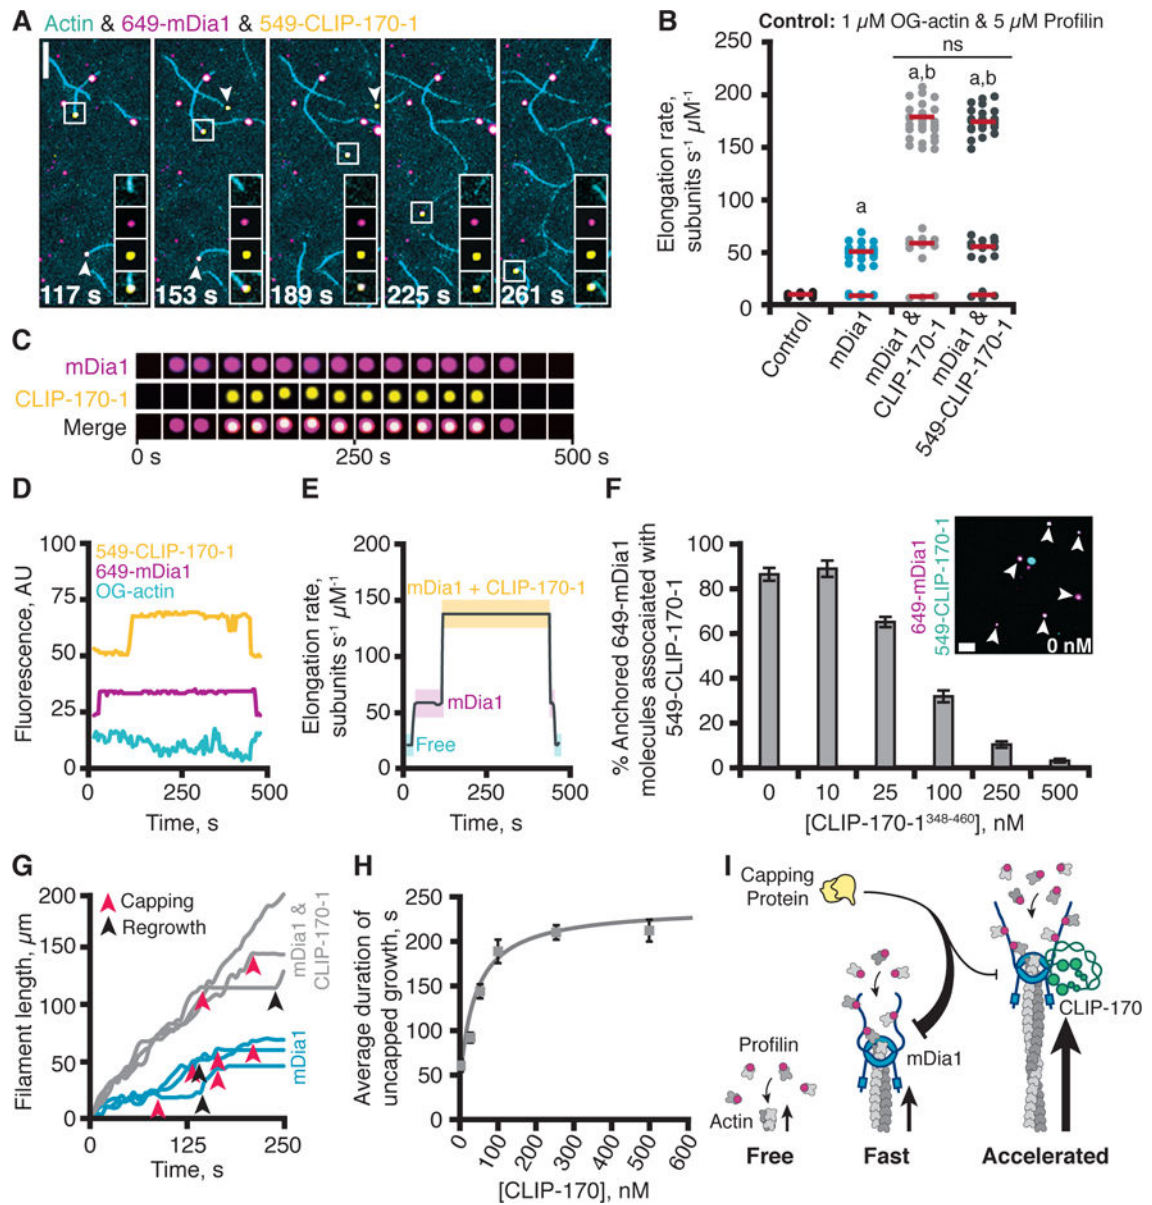 A
Actin & 649-mDia1 & 549-CLIP-170-1
117 s
153 s
189 s
225 s
261 s
B
Control: 1 µM OG-actin & 5 µM Profilin
ns
a,b
a,b
a
Elongation rate,
subunits s-1 µM-1
250
200
150
100
50
0
Control
mDia1
mDia1 &
CLIP-170-1
mDia1 &
549-CLIP-170-1
C
mDia1
CLIP-170-1
Merge
0 s
250 s
500 s
D
Fluorescence, AU
100
75
50
25
0
549-CLIP-170-1
649-mDia1
OG-actin
0
250
500
Time, s
E
Elongation rate,
subunits s-1 µM-1
200
150
100
50
0
mDia1 + CLIP-170-1
mDia1
Free
0
250
500
Time, s
F
% Anchored 649-mDia1
molecules assocaiated with
549-CLIP-170-1
100
80
60
40
20
0
649-mDia1
549-CLIP-170-1
0 nM
0
10
25
100
250
500
[CLIP-170-1348-460], nM
G
Filament length, µm
200
150
100
50
0
Capping
Regrowth
mDia1 &
CLIP-170-1
mDia1
0
125
250
Time, s
H
Average duration of
uncapped growth, s
250
200
150
100
50
0
0
100
200
300
400
500
600
[CLIP-170], nM
I
Capping
Protein
CLIP-170
mDia1
Profilin
Actin
Free
Fast
Accelerated